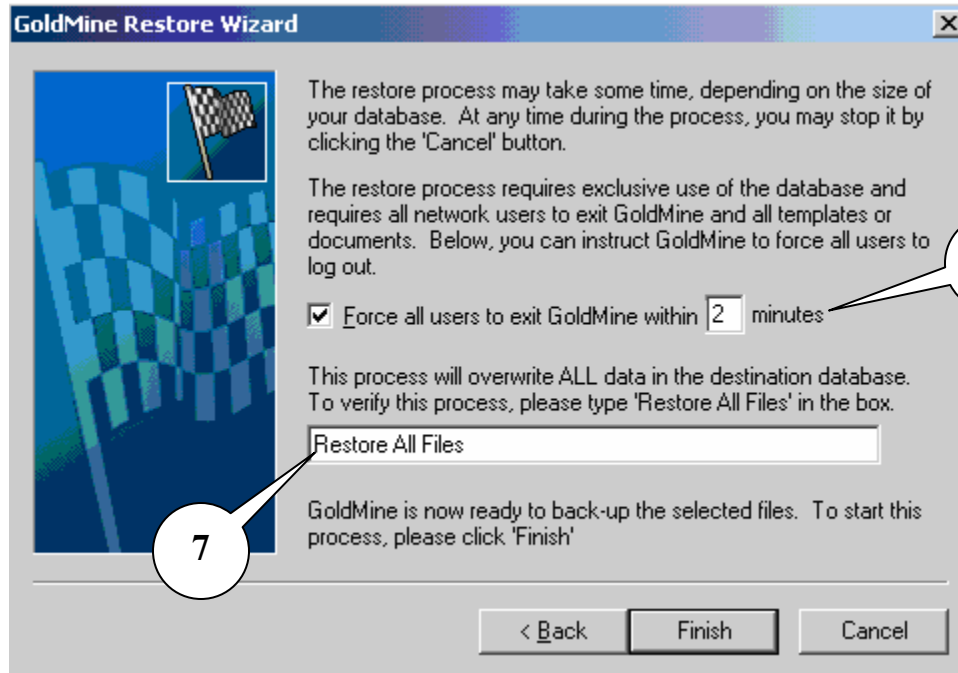 GoldMine Restore Wizard
The restore process may take some time, depending on the size of
your database. At any time during the process, you may stop it by
clicking the 'Cancel' button.
The restore process requires exclusive use of the database and
requires all network users to exit GoldMine and all templates or
documents. Below, you can instruct GoldMine to force all users to
log out.
Force all users to exit GoldMine within 2 minutes
This process will overwrite ALL data in the destination database.
To verify this process, please type 'Restore All Files' in the box.
Restore All Files
GoldMine is now ready to back-up the selected files. To start this
process, please click 'Finish'
7
< Back Finish Cancel